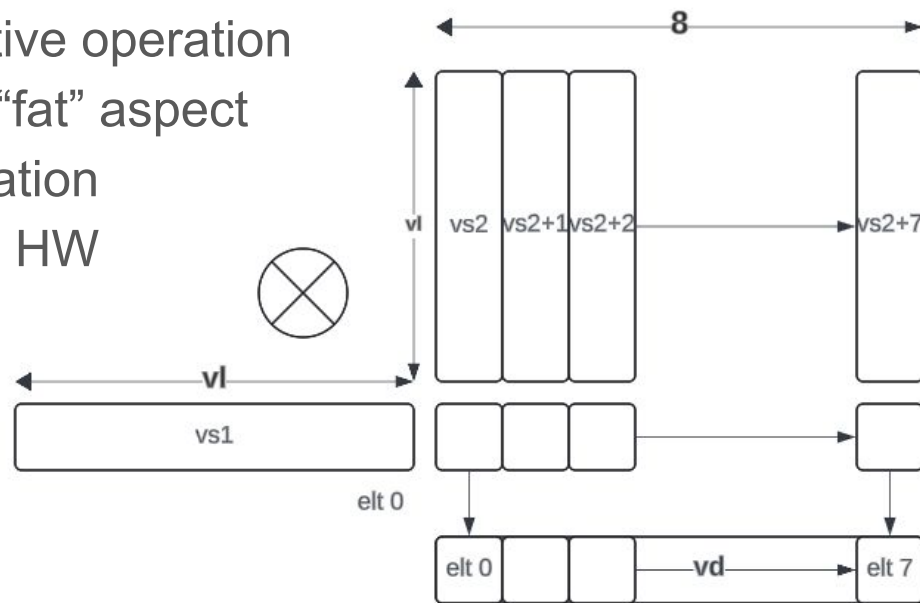 tive operation
“fat” aspect
ation
HW
8
vl
vs2 vs2+1 vs2+2 vs2+7
vl
vs1
elt 0
elt 0 vd elt 7